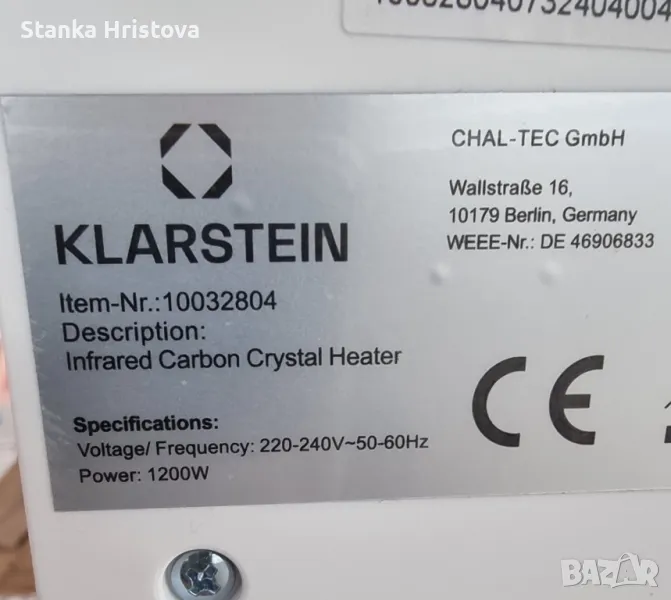 Stanka Hristova
KLARSTEIN
Item-Nr.:10032804
Description:
Infrared Carbon Crystal Heater
Specifications:
Voltage/ Frequency: 220-240V~50-60Hz
Power: 1200W
CHAL-TEC GmbH
Wallstraße 16,
10179 Berlin, Germany
WEEE-Nr.: DE 46906833
CE
BAZAR